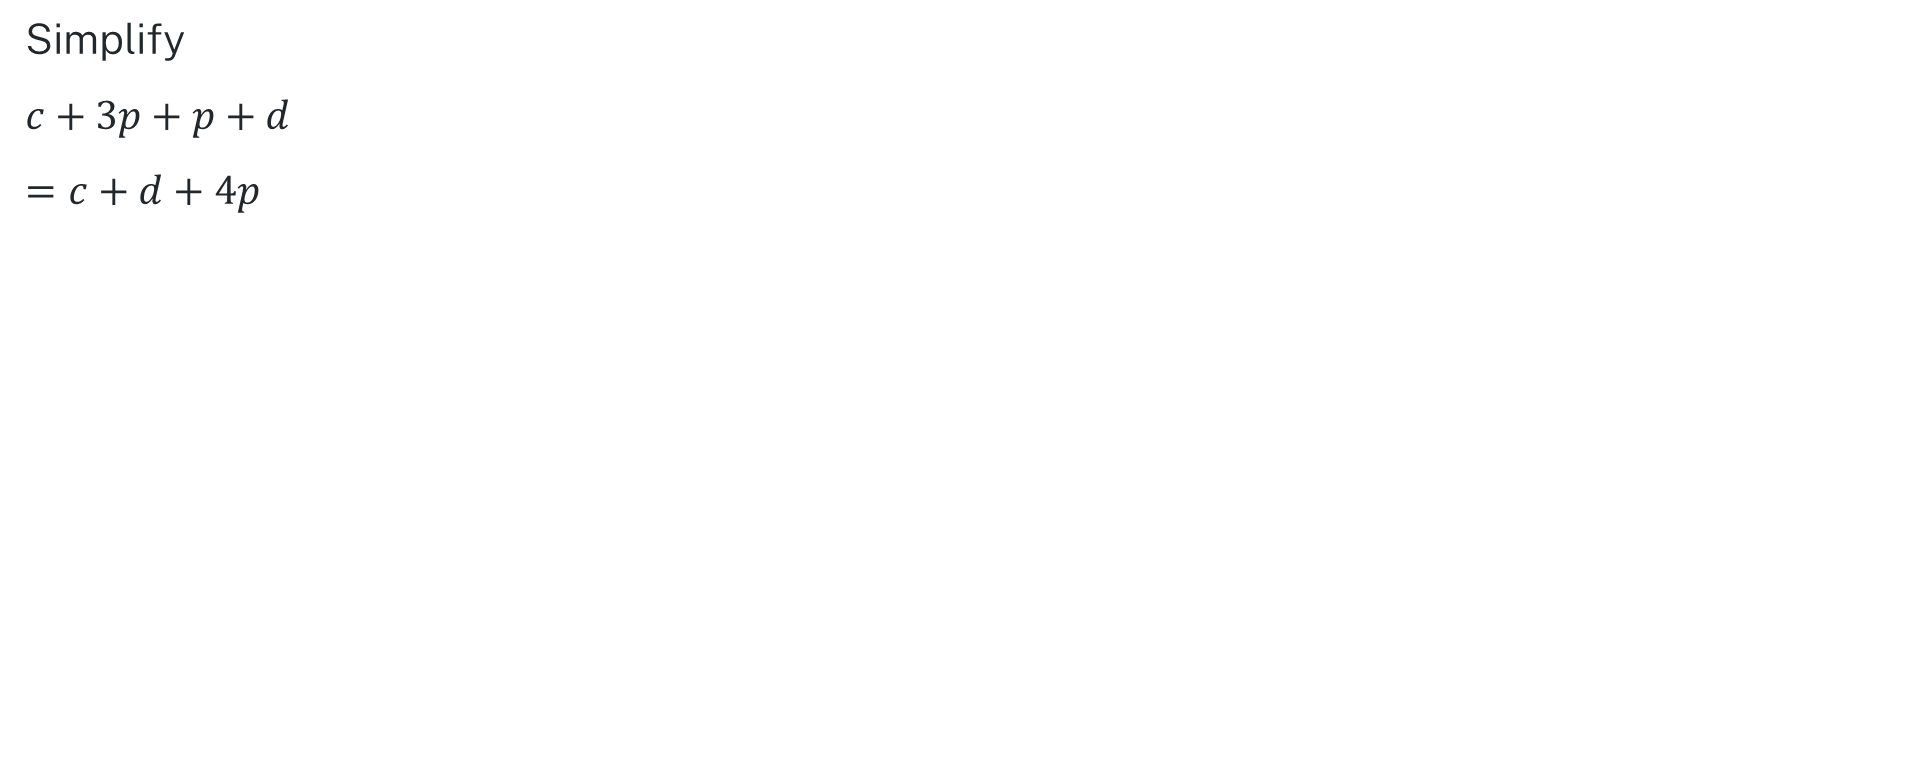 Simplify
c + 3p + p + d
= c + d + 4p